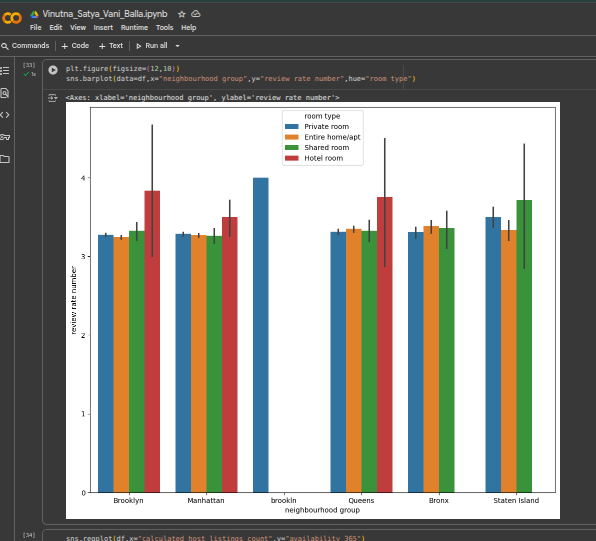 Vinutna_Satya_Vani_Balla.ipynb
File Edit View Insert Runtime Tools Help
Commands + Code + Text Run all
[33]
1s
plt.figure(figsize=(12,10))
sns.barplot(data=df,x="neighbourhood group",y="review rate number",hue="room type")
<Axes: xlabel='neighbourhood group', ylabel='review rate number'>
room type
Private room
Entire home/apt
Shared room
Hotel room
4
3
2
1
0
review rate number
Brooklyn Manhattan brookln Queens Bronx Staten Island
neighbourhood group
[34]
sns.regplot(df,x="calculated host listings count",y="availability 365")